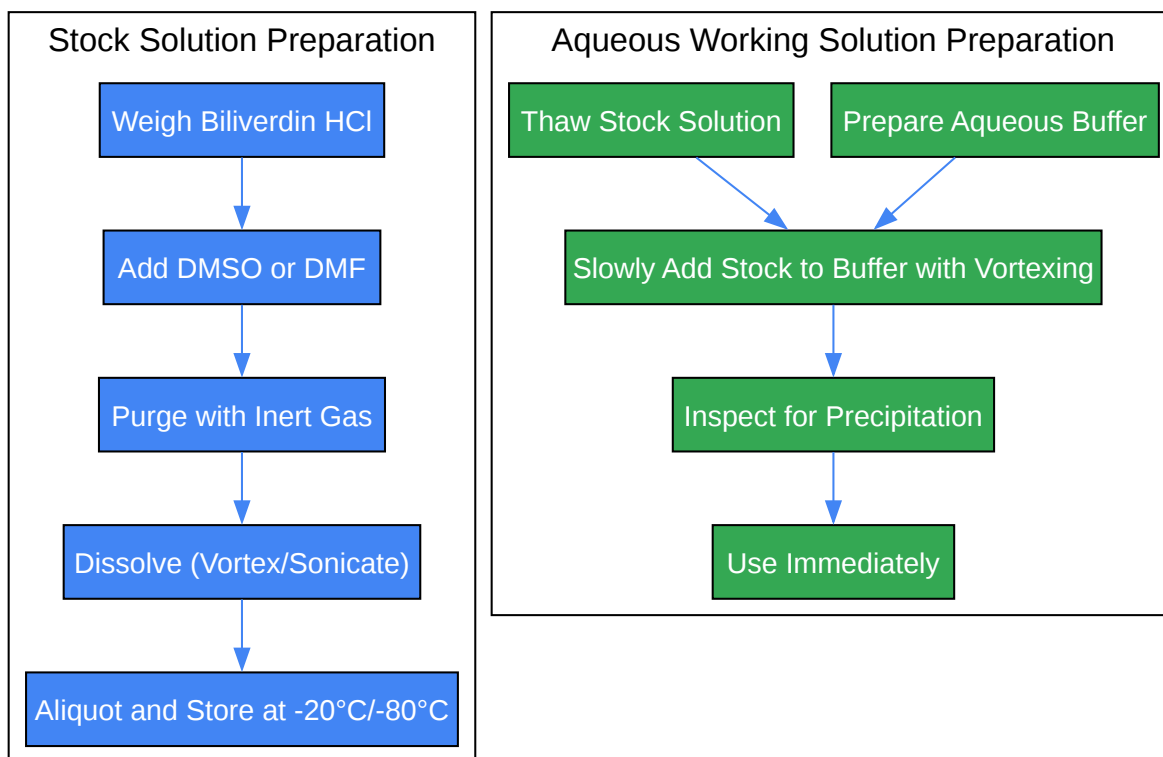 Stock Solution Preparation
Weigh Biliverdin HCl
Add DMSO or DMF
Purge with Inert Gas
Dissolve (Vortex/Sonicate)
Aliquot and Store at -20°C/-80°C
Aqueous Working Solution Preparation
Thaw Stock Solution
Prepare Aqueous Buffer
Slowly Add Stock to Buffer with Vortexing
Inspect for Precipitation
Use Immediately